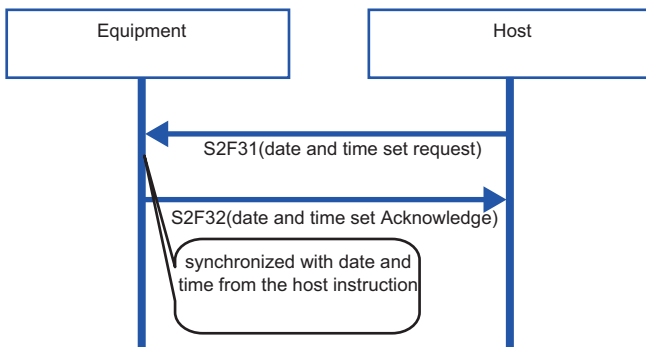 Equipment
Host
S2F31(date and time set request)
S2F32(date and time set Acknowledge)
synchronized with date and
time from the host instruction